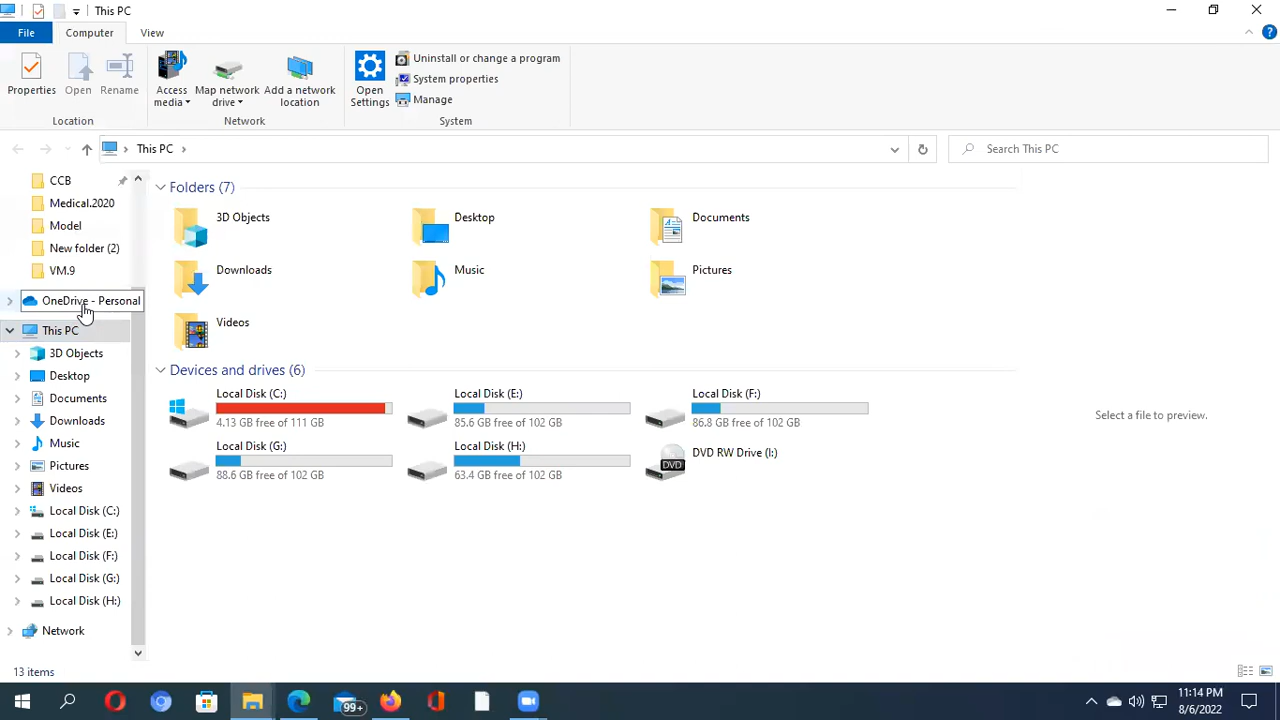 This PC
File Computer View
Properties Open Rename
Access media Map network drive Add a network location
Open Settings
Uninstall or change a program
System properties
Manage
Location Network System
This PC
Search This PC
CCB
Medical.2020
Model
New folder (2)
VM.9
OneDrive - Personal
This PC
3D Objects
Desktop
Documents
Downloads
Music
Pictures
Videos
Local Disk (C:)
Local Disk (E:)
Local Disk (F:)
Local Disk (G:)
Local Disk (H:)
Network
Folders (7)
3D Objects Desktop Documents
Downloads Music Pictures
Videos
Devices and drives (6)
Local Disk (C:) Local Disk (E:) Local Disk (F:)
4.13 GB free of 111 GB 85.6 GB free of 102 GB 86.8 GB free of 102 GB
Local Disk (G:) Local Disk (H:) DVD RW Drive (I:)
DVD
88.6 GB free of 102 GB 63.4 GB free of 102 GB
Select a file to preview.
13 items
99+
11:14 PM
8/6/2022